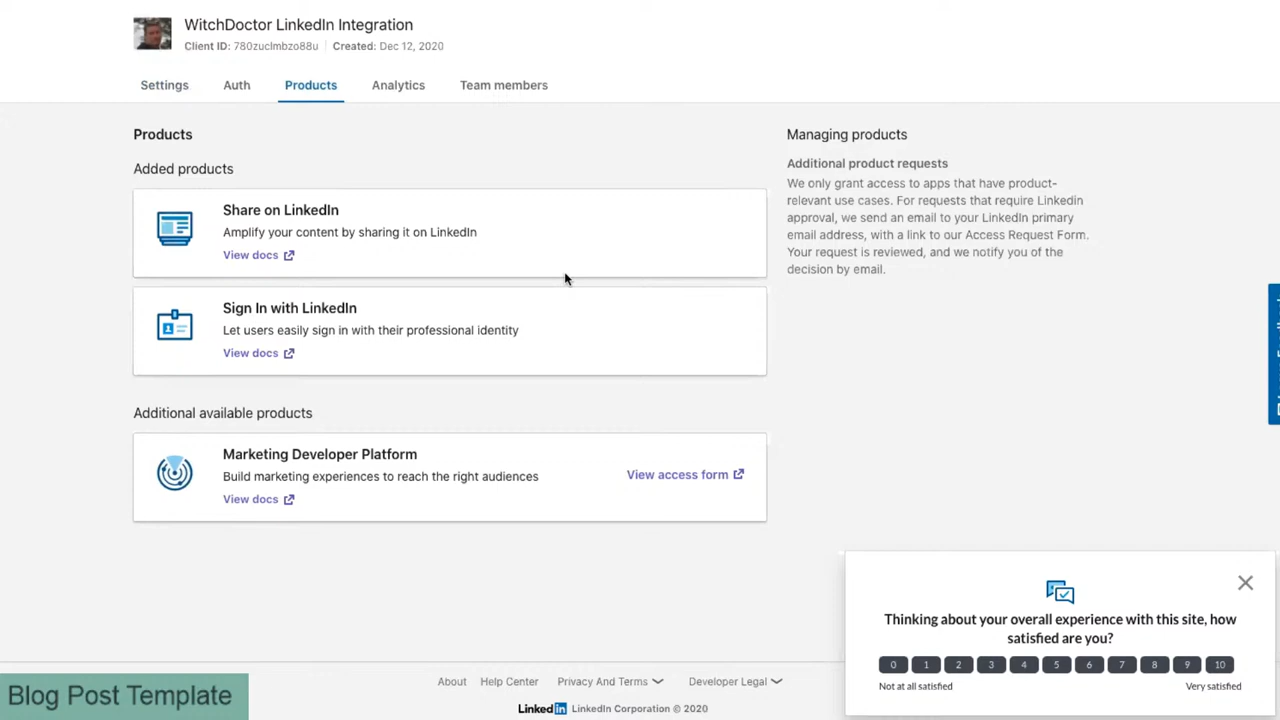 WitchDoctor LinkedIn Integration
Client ID: 780zuclmbzo88u | Created: Dec 12, 2020
Settings Auth Products Analytics Team members
Products
Added products
Share on LinkedIn
Amplify your content by sharing it on LinkedIn
View docs
Sign In with LinkedIn
Let users easily sign in with their professional identity
View docs
Additional available products
Marketing Developer Platform
Build marketing experiences to reach the right audiences
View access form
View docs
Managing products
Additional product requests
We only grant access to apps that have product-
relevant use cases. For requests that require Linkedin
approval, we send an email to your LinkedIn primary
email address, with a link to our Access Request Form.
Your request is reviewed, and we notify you of the
decision by email.
Thinking about your overall experience with this site, how
satisfied are you?
0 1 2 3 4 5 6 7 8 9 10
Not at all satisfied Very satisfied
About Help Center Privacy And Terms Developer Legal
LinkedIn LinkedIn Corporation © 2020
Blog Post Template